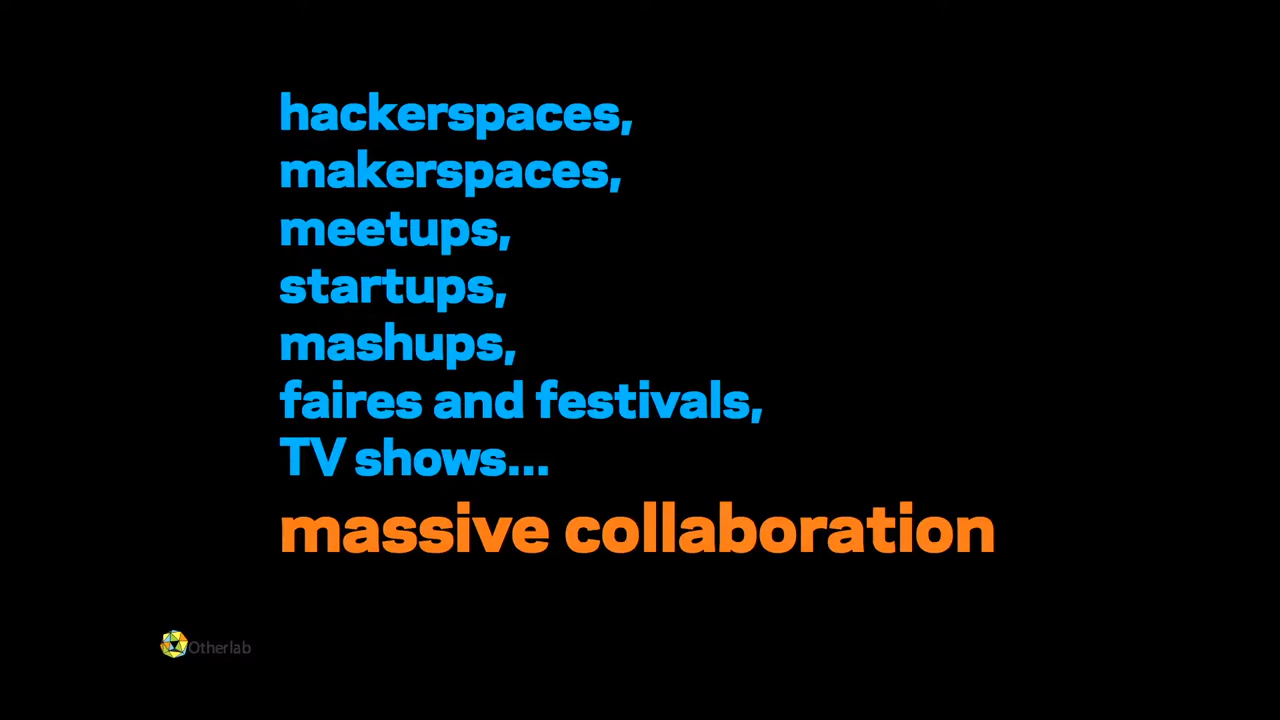 hackerspaces,
makerspaces,
meetups,
startups,
mashups,
faires and festivals,
TV shows...
massive collaboration
Otherlab